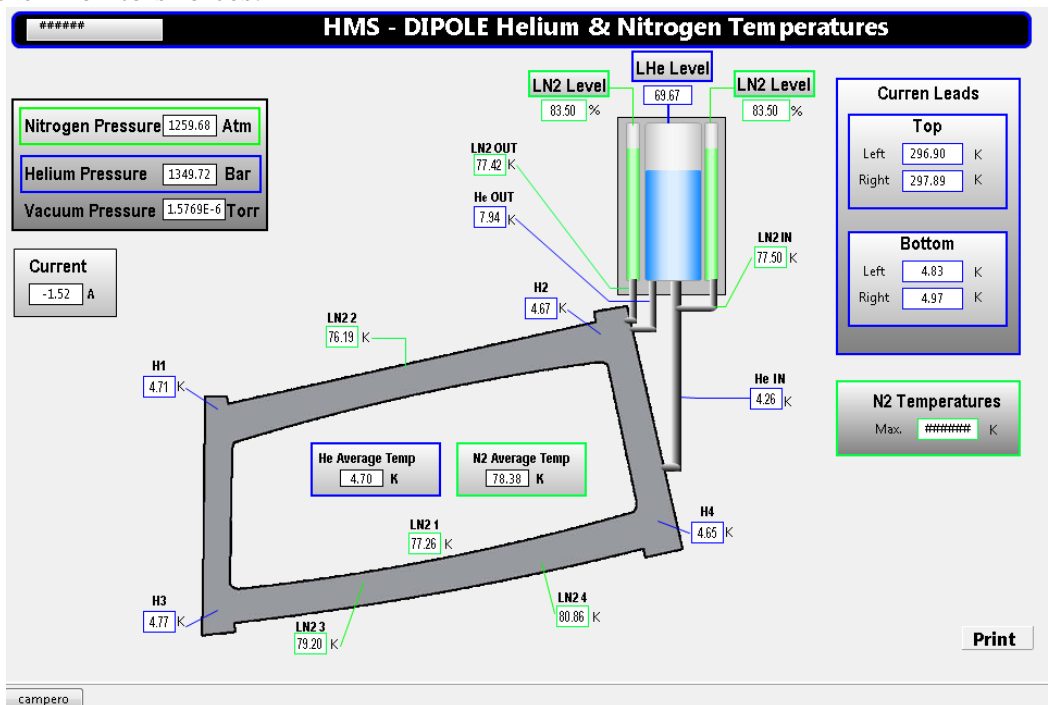 ######
HMS - DIPOLE Helium & Nitrogen Temperatures
LHe Level
69.67
LN2 Level
83.50 %
LN2 Level
83.50 %
Nitrogen Pressure 1259.68 Atm
Helium Pressure 1349.72 Bar
Vacuum Pressure 1.5769E-6 Torr
Current
-1.52 A
LN2 OUT
77.42 K
He OUT
7.94 K
LN2 IN
77.50 K
Curren Leads
Top
Left 296.90 K
Right 297.89 K
Bottom
Left 4.83 K
Right 4.97 K
H2
4.67 K
LN2 2
76.19 K
H1
4.71 K
He IN
4.26 K
N2 Temperatures
Max. ###### K
He Average Temp
4.70 K
N2 Average Temp
78.38 K
H4
4.65 K
LN2 1
77.26 K
H3
4.77 K
LN2 3
79.20 K
LN2 4
80.86 K
Print
campero